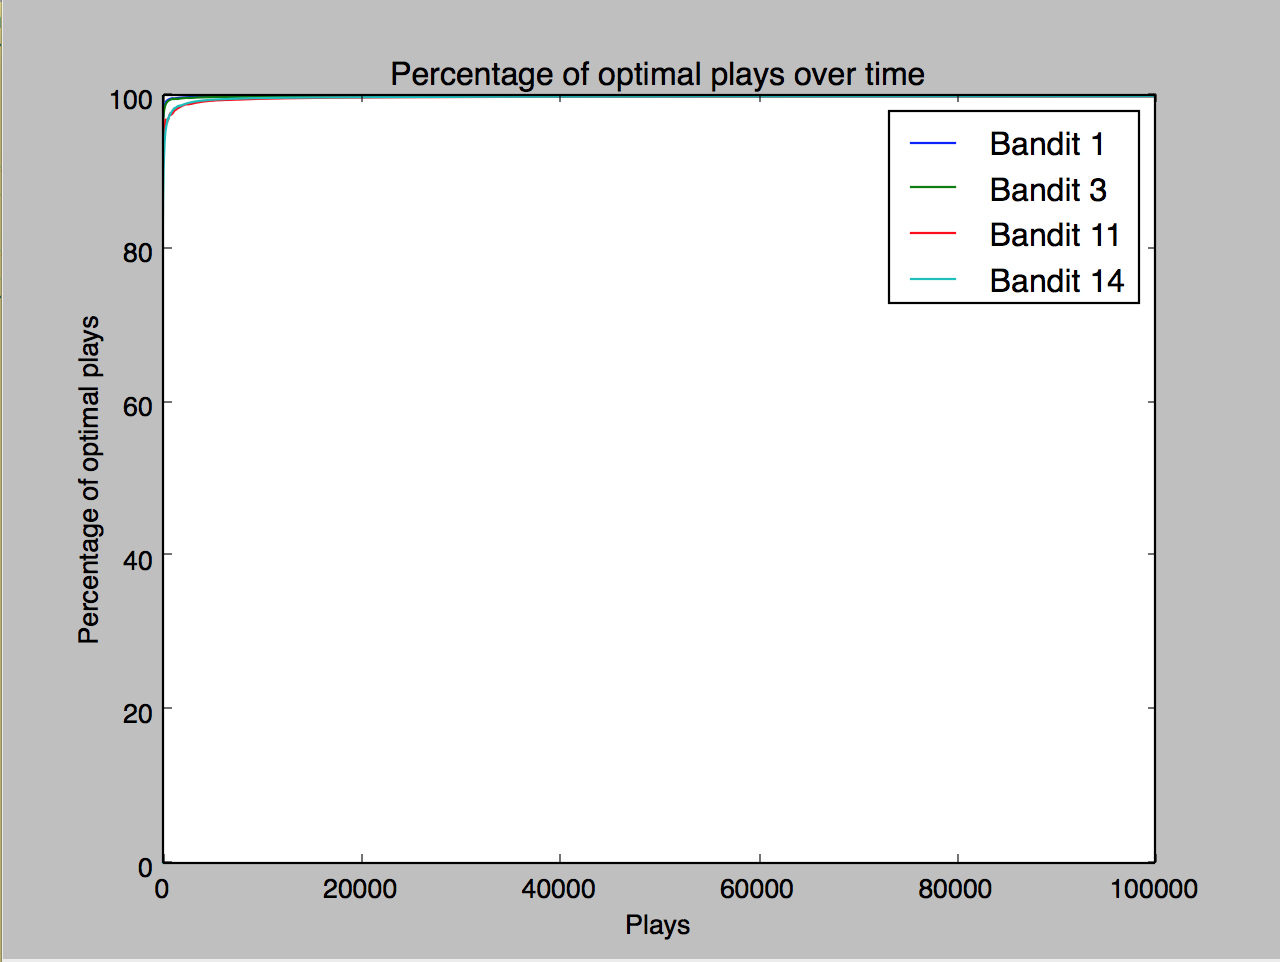 Percentage of optimal plays over time
100
80
60
40
20
0
Percentage of optimal plays
Bandit 1
Bandit 3
Bandit 11
Bandit 14
0 20000 40000 60000 80000 100000
Plays